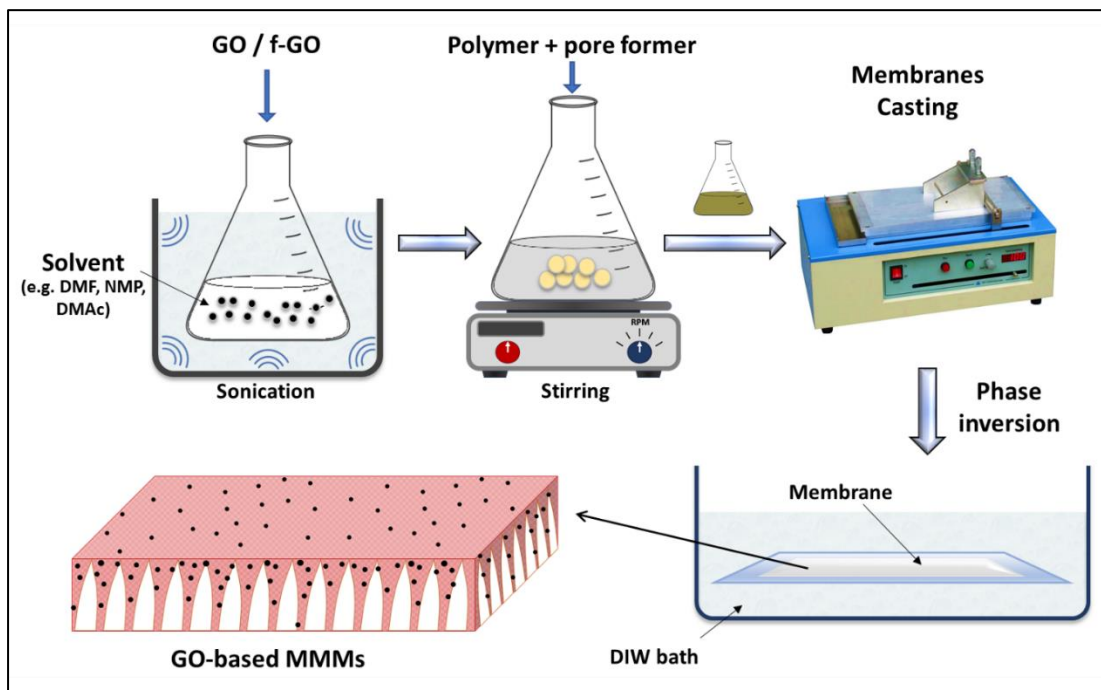 GO / f-GO
Polymer + pore former
Membranes
Casting
Solvent
(e.g. DMF, NMP,
DMAc)
Sonication
RPM
Stirring
Phase
inversion
Membrane
DIW bath
GO-based MMMs